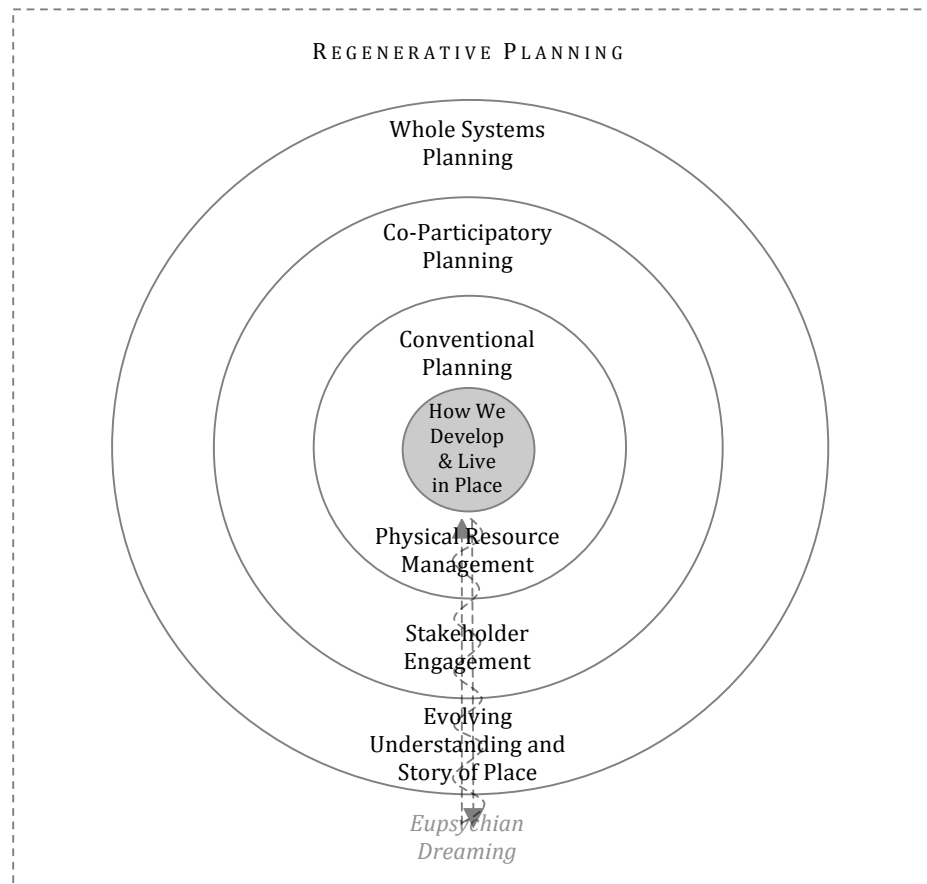 REGENERATIVE PLANNING
Whole Systems
Planning
Co-Participatory
Planning
Conventional
Planning
How We
Develop
& Live
in Place
Physical Resource
Management
Stakeholder
Engagement
Evolving
Understanding and
Story of Place
Eupsychian
Dreaming